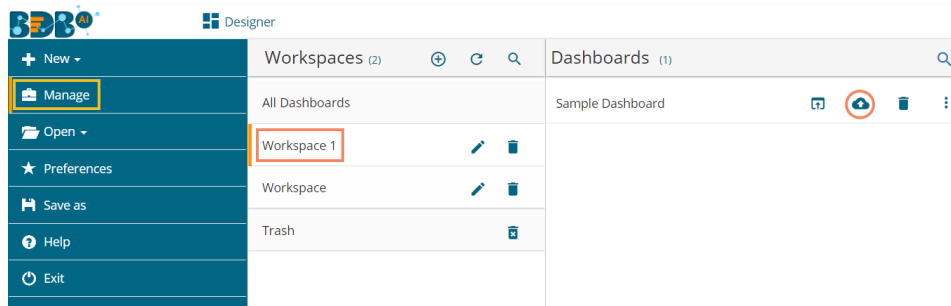 BDB AI
Designer
New
Manage
Open
Preferences
Save as
Help
Exit
Workspaces (2)
All Dashboards
Workspace 1
Workspace
Trash
Dashboards (1)
Sample Dashboard